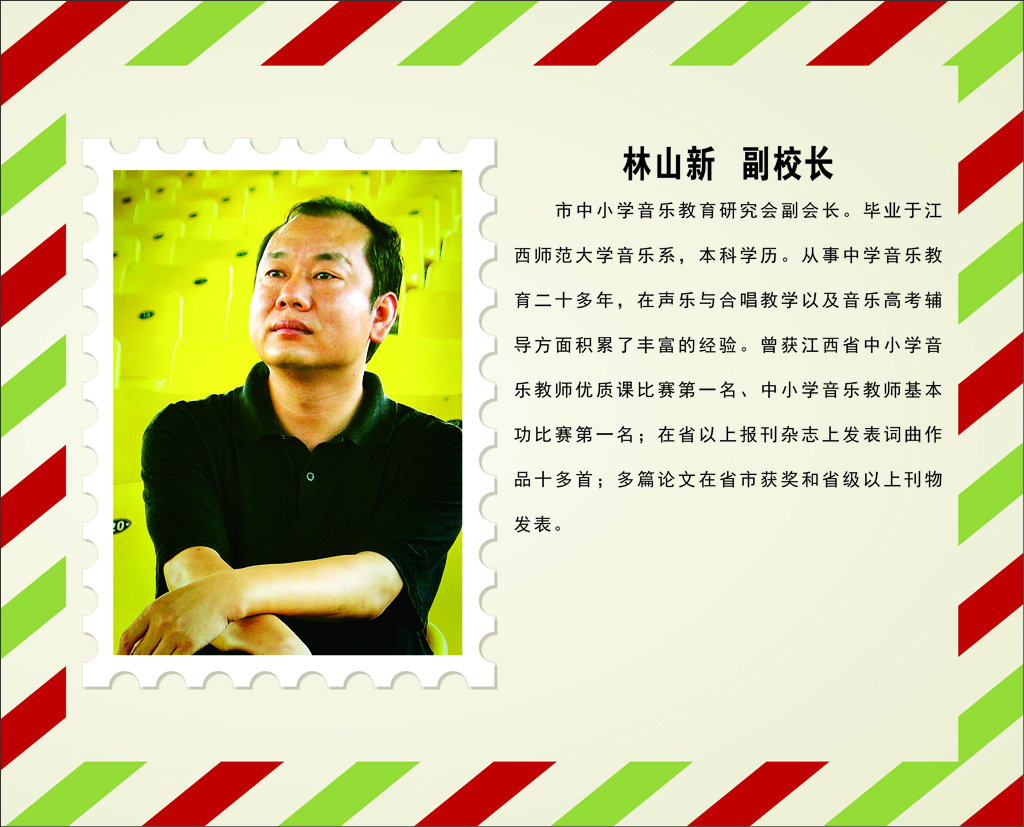 林山新 副校长
市中小学音乐教育研究会副会长。毕业于江
西师范大学音乐系，本科学历。从事中学音乐教
育二十多年，在声乐与合唱教学以及音乐高考辅
导方面积累了丰富的经验。曾获江西省中小学音
乐教师优质课比赛第一名、中小学音乐教师基本
功比赛第一名；在省以上报刊杂志上发表词曲作
品十多首；多篇论文在省市获奖和省级以上刊物
发表。
20